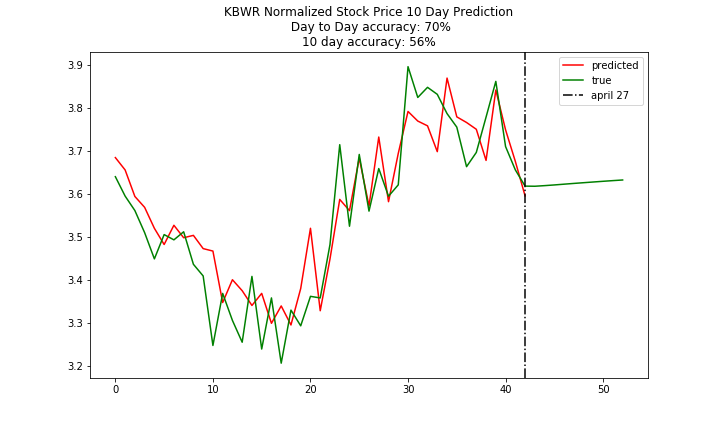 KBWR Normalized Stock Price 10 Day Prediction
Day to Day accuracy: 70%
10 day accuracy: 56%
predicted
true
april 27
3.9
3.8
3.7
3.6
3.5
3.4
3.3
3.2
0 10 20 30 40 50